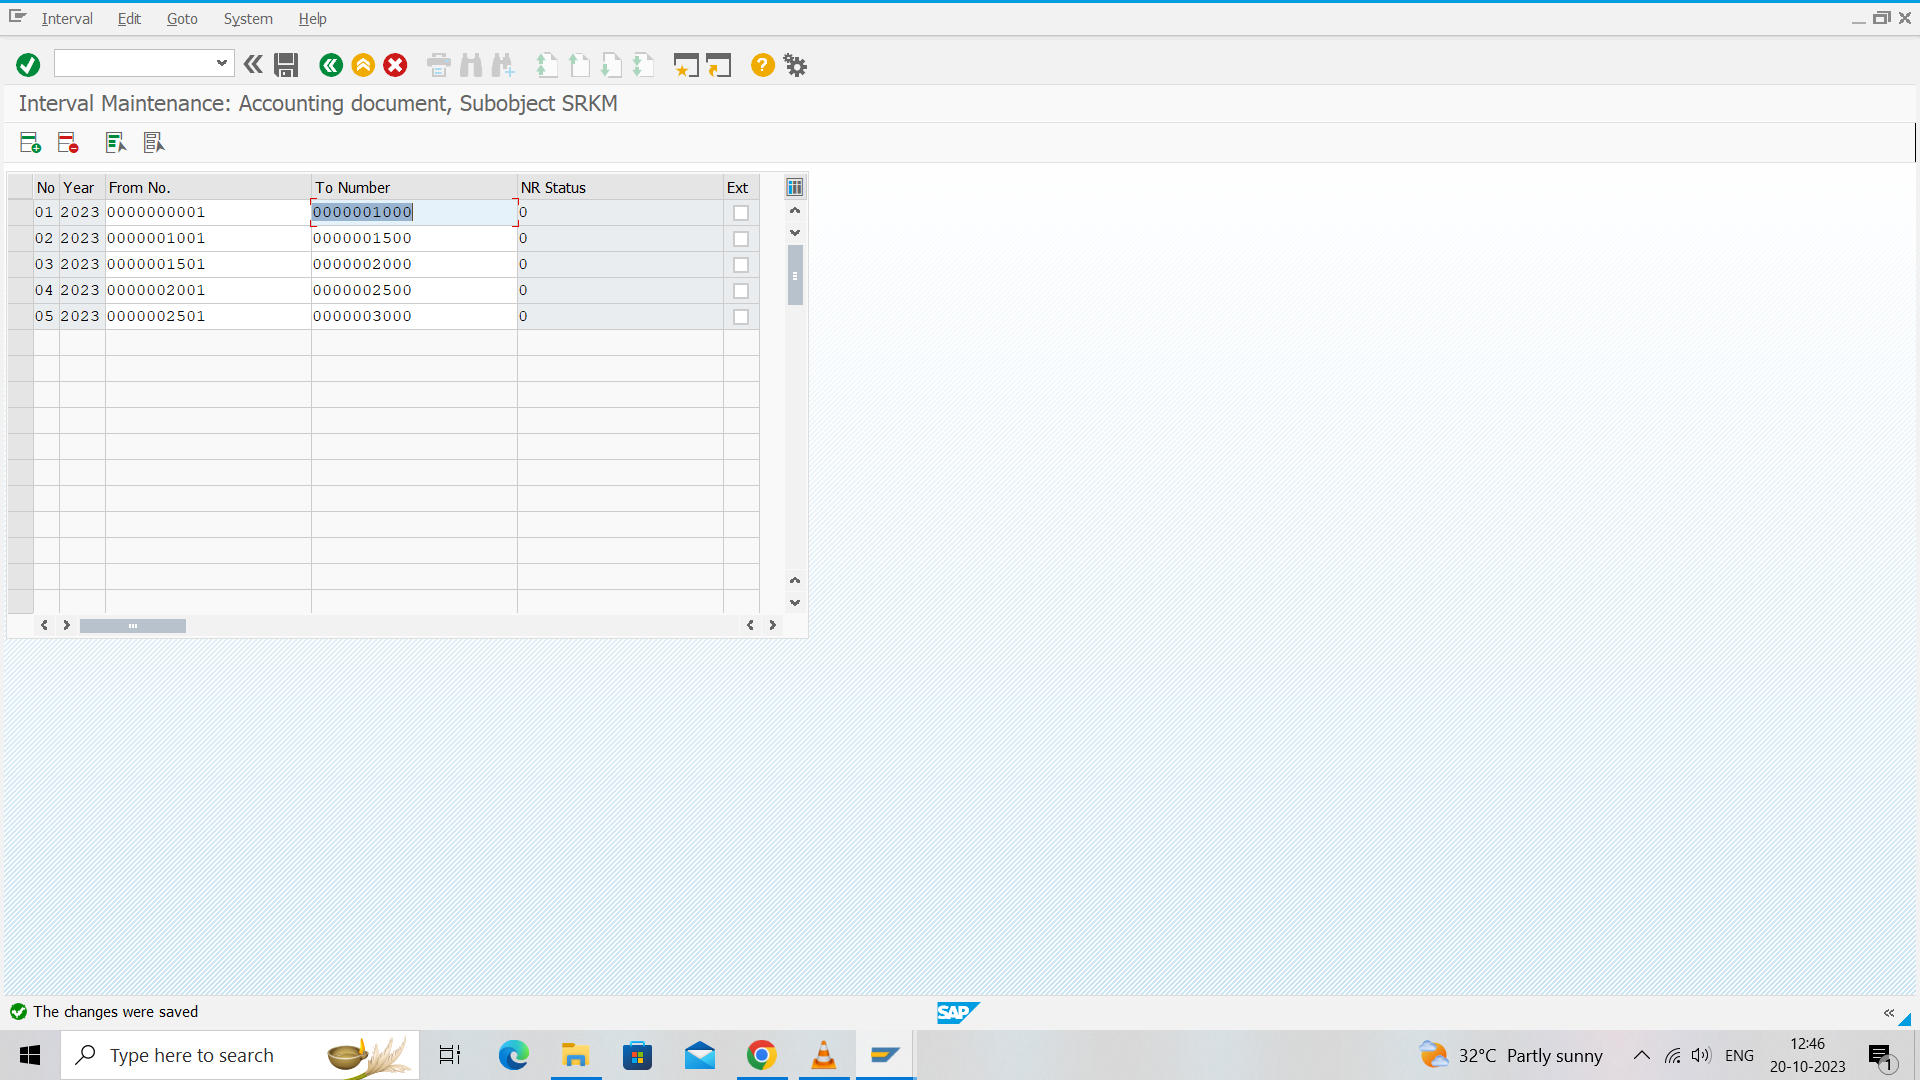 Interval Edit Goto System Help
Interval Maintenance: Accounting document, Subobject SRKM
No Year From No. To Number NR Status Ext
01 2023 0000000001 0000001000 0
02 2023 0000001001 0000001500 0
03 2023 0000001501 0000002000 0
04 2023 0000002001 0000002500 0
05 2023 0000002501 0000003000 0
The changes were saved
SAP
Type here to search
32°C Partly sunny
ENG
12:46
20-10-2023
1